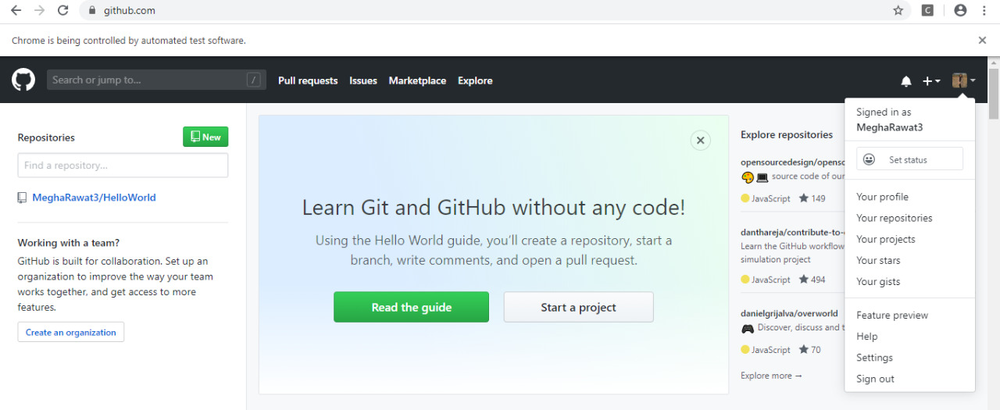 github.com
Chrome is being controlled by automated test software.
Search or jump to... /
Pull requests Issues Marketplace Explore
Repositories
New
Find a repository...
MeghaRawat3/HelloWorld
Working with a team?
GitHub is built for collaboration. Set up an
organization to improve the way your team
works together, and get access to more
features.
Create an organization
Learn Git and GitHub without any code!
Using the Hello World guide, you’ll create a repository, start a
branch, write comments, and open a pull request.
Read the guide Start a project
Explore repositories
opensourcedesign/opensc
source code of our
JavaScript 149
danthareja/contribute-to-
Learn the GitHub workflow
simulation project
JavaScript 494
danielgrijalva/overworld
Discover, discuss and t
JavaScript 70
Explore more →
Signed in as
MeghaRawat3
Set status
Your profile
Your repositories
Your projects
Your stars
Your gists
Feature preview
Help
Settings
Sign out